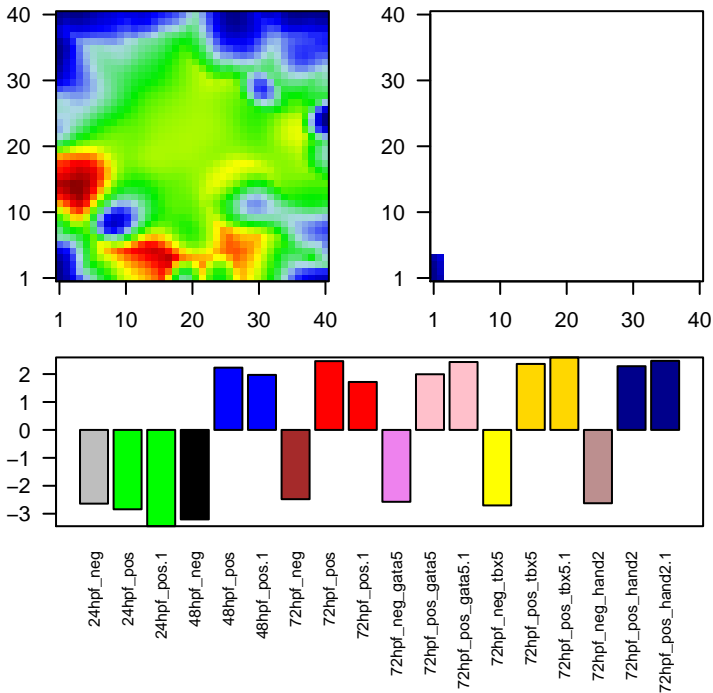 40
30
20
10
1
1 10 20 30 40
40
30
20
10
1
1 10 20 30 40
2
1
0
−1
−2
−3
24hpf_neg
24hpf_pos
24hpf_pos.1
48hpf_neg
48hpf_pos
48hpf_pos.1
72hpf_neg
72hpf_pos
72hpf_pos.1
72hpf_neg_gata5
72hpf_pos_gata5
72hpf_pos_gata5.1
72hpf_neg_tbx5
72hpf_pos_tbx5
72hpf_pos_tbx5.1
72hpf_neg_hand2
72hpf_pos_hand2
72hpf_pos_hand2.1